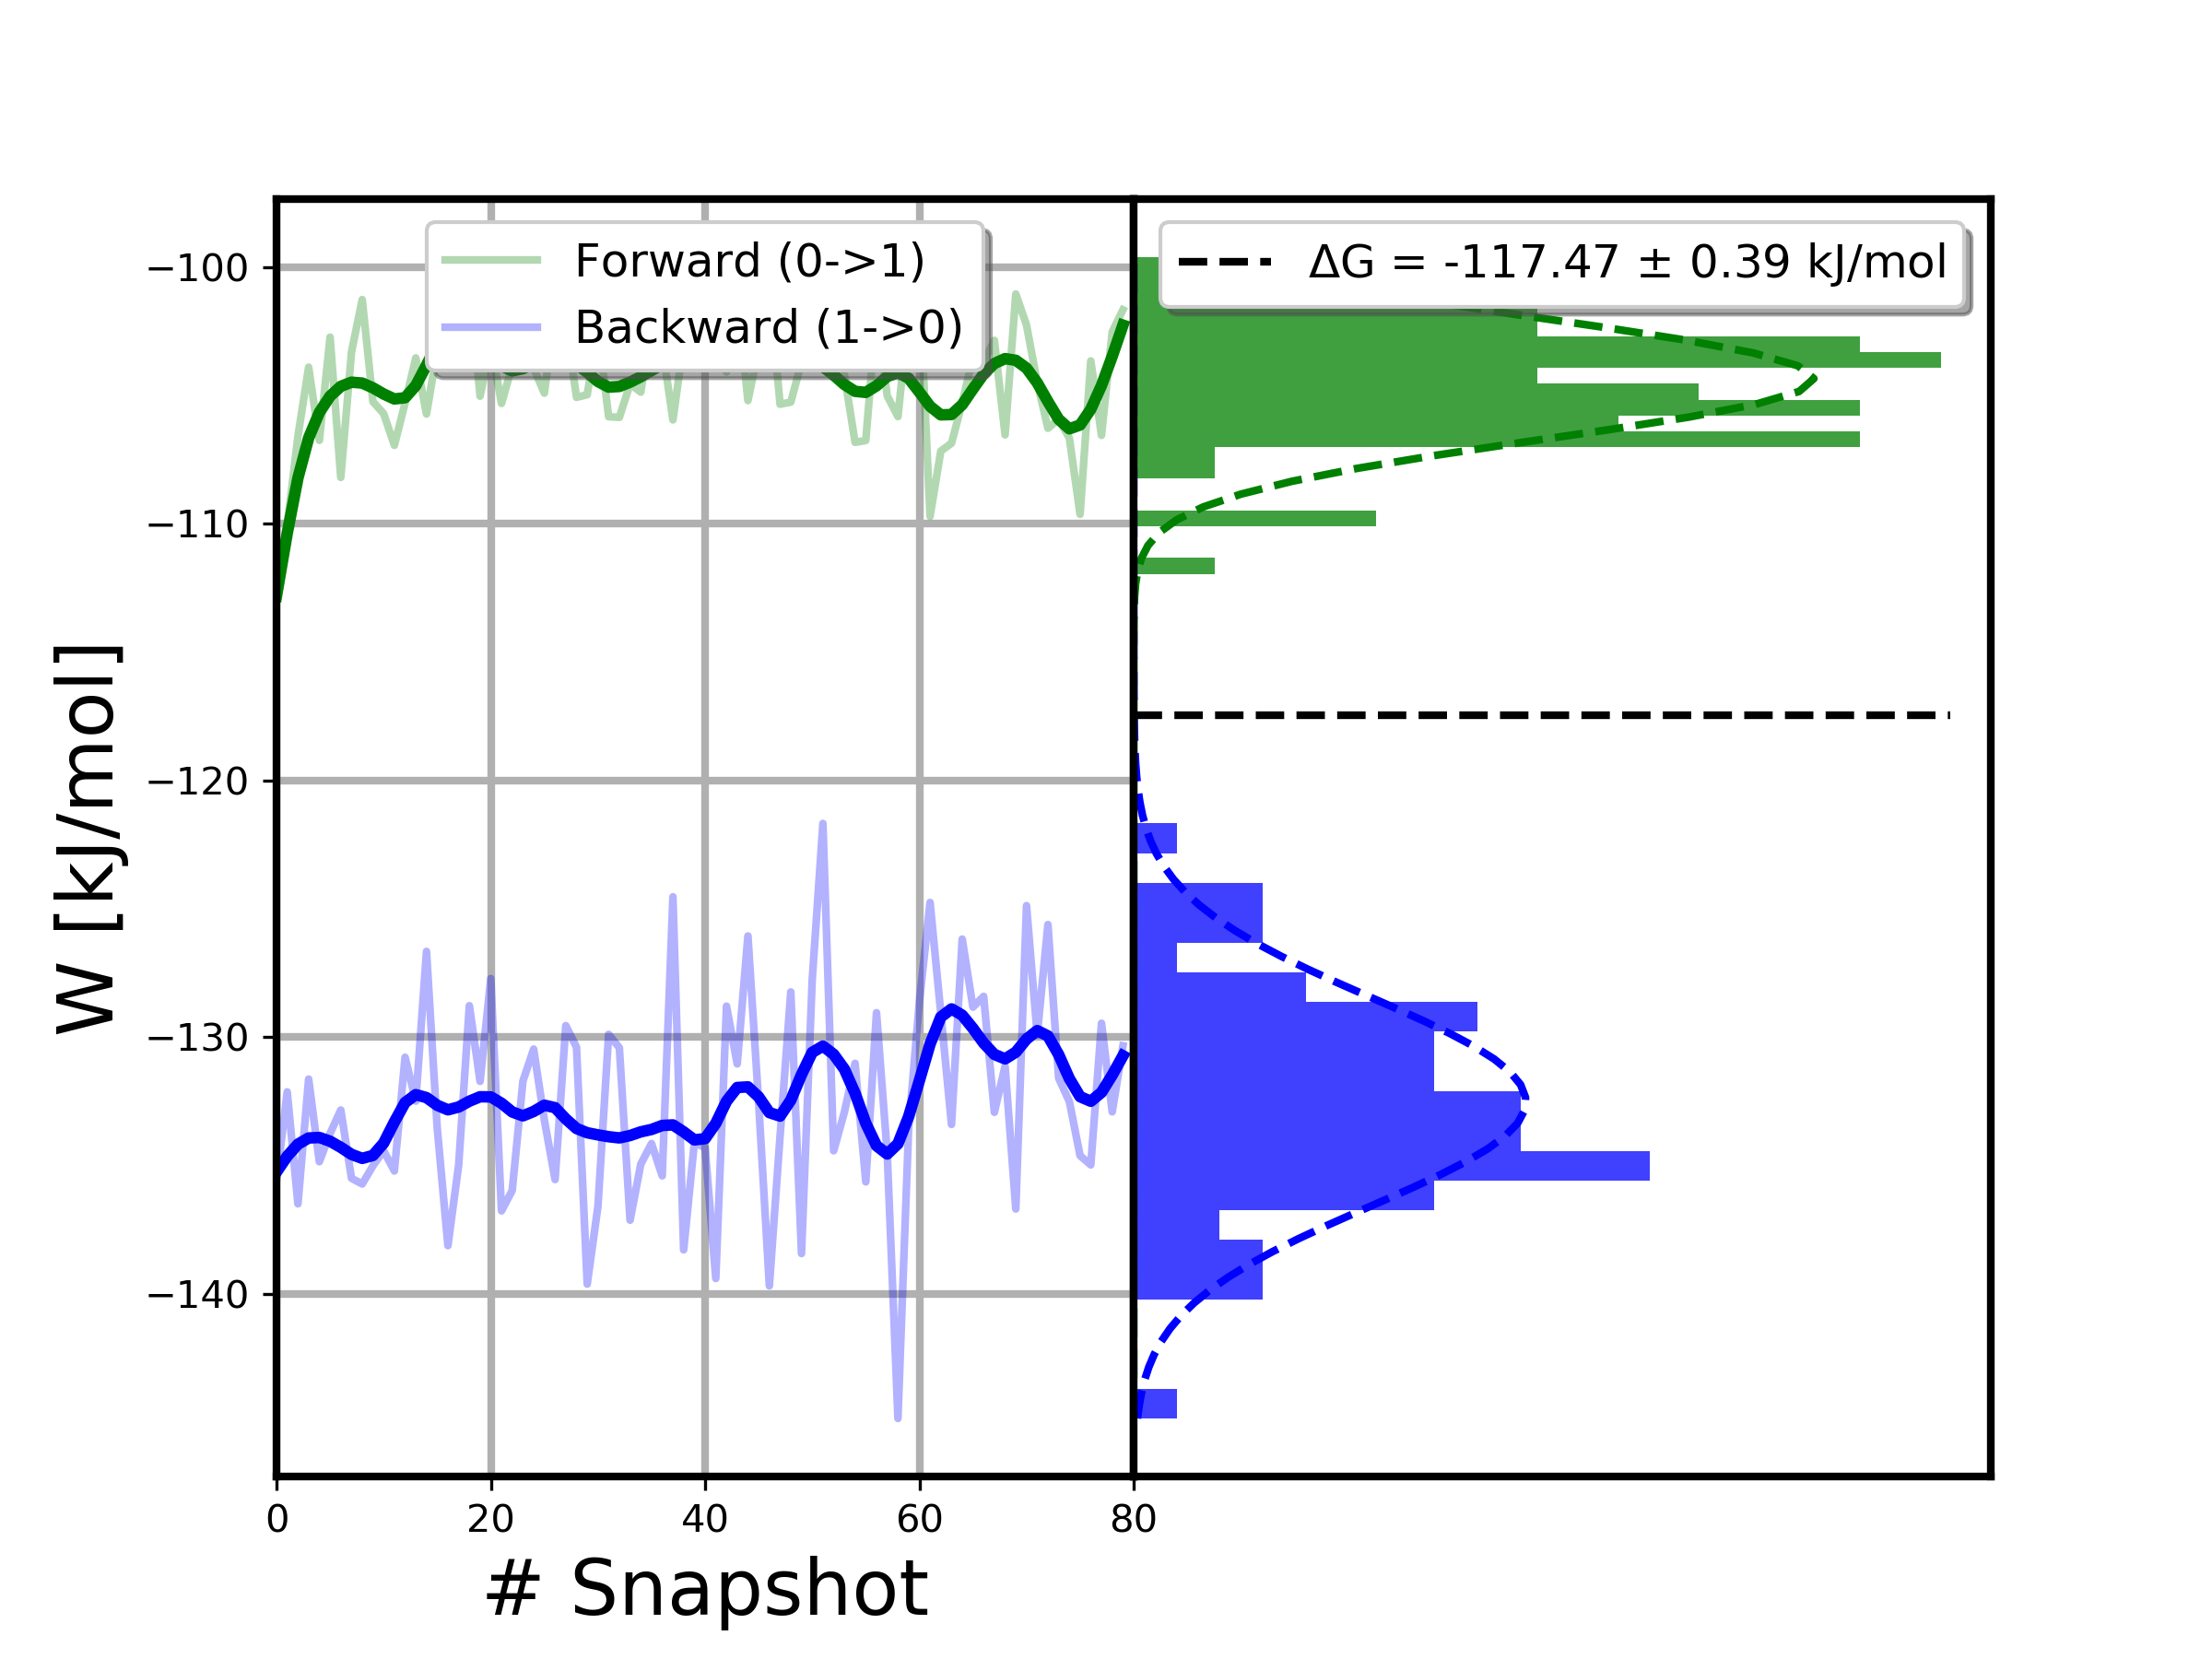 W [kJ/mol]
−100
−110
−120
−130
−140
Forward (0->1)
Backward (1->0)
ΔG = -117.47 ± 0.39 kJ/mol
0 20 40 60 80
# Snapshot